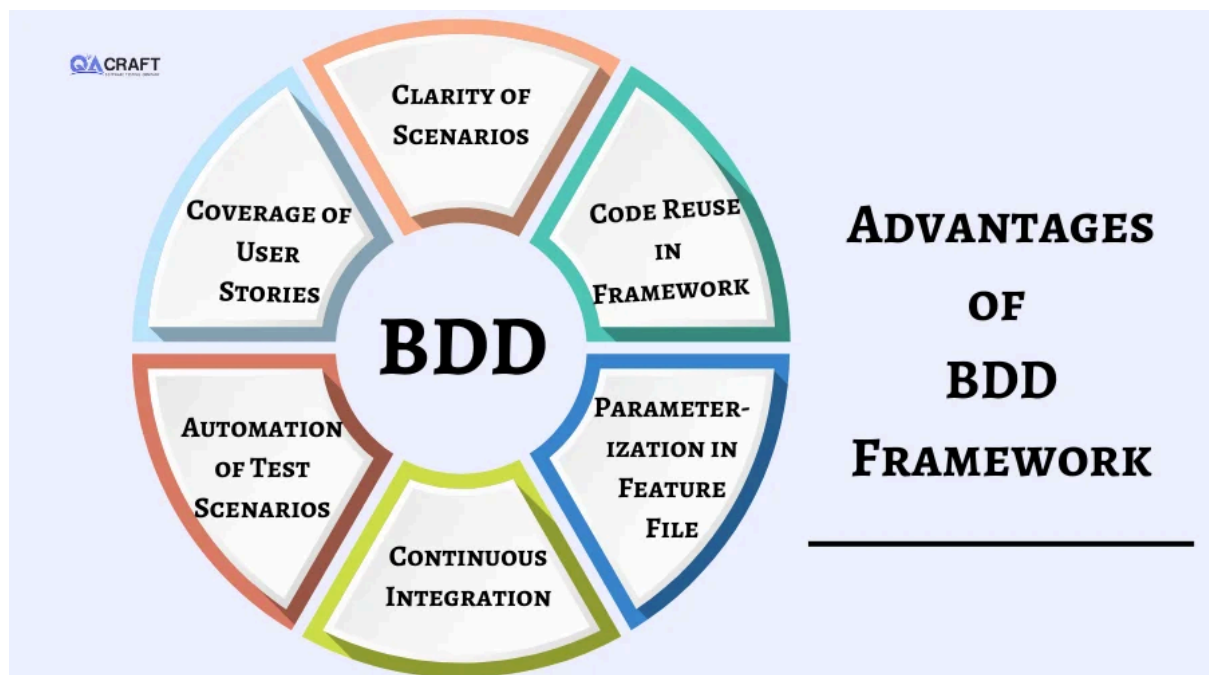 QACRAFT
CLARITY OF
SCENARIOS
CODE REUSE
IN
FRAMEWORK
PARAMETER-
IZATION IN
FEATURE
FILE
CONTINUOUS
INTEGRATION
AUTOMATION
OF TEST
SCENARIOS
COVERAGE OF
USER
STORIES
BDD
ADVANTAGES
OF
BDD
FRAMEWORK